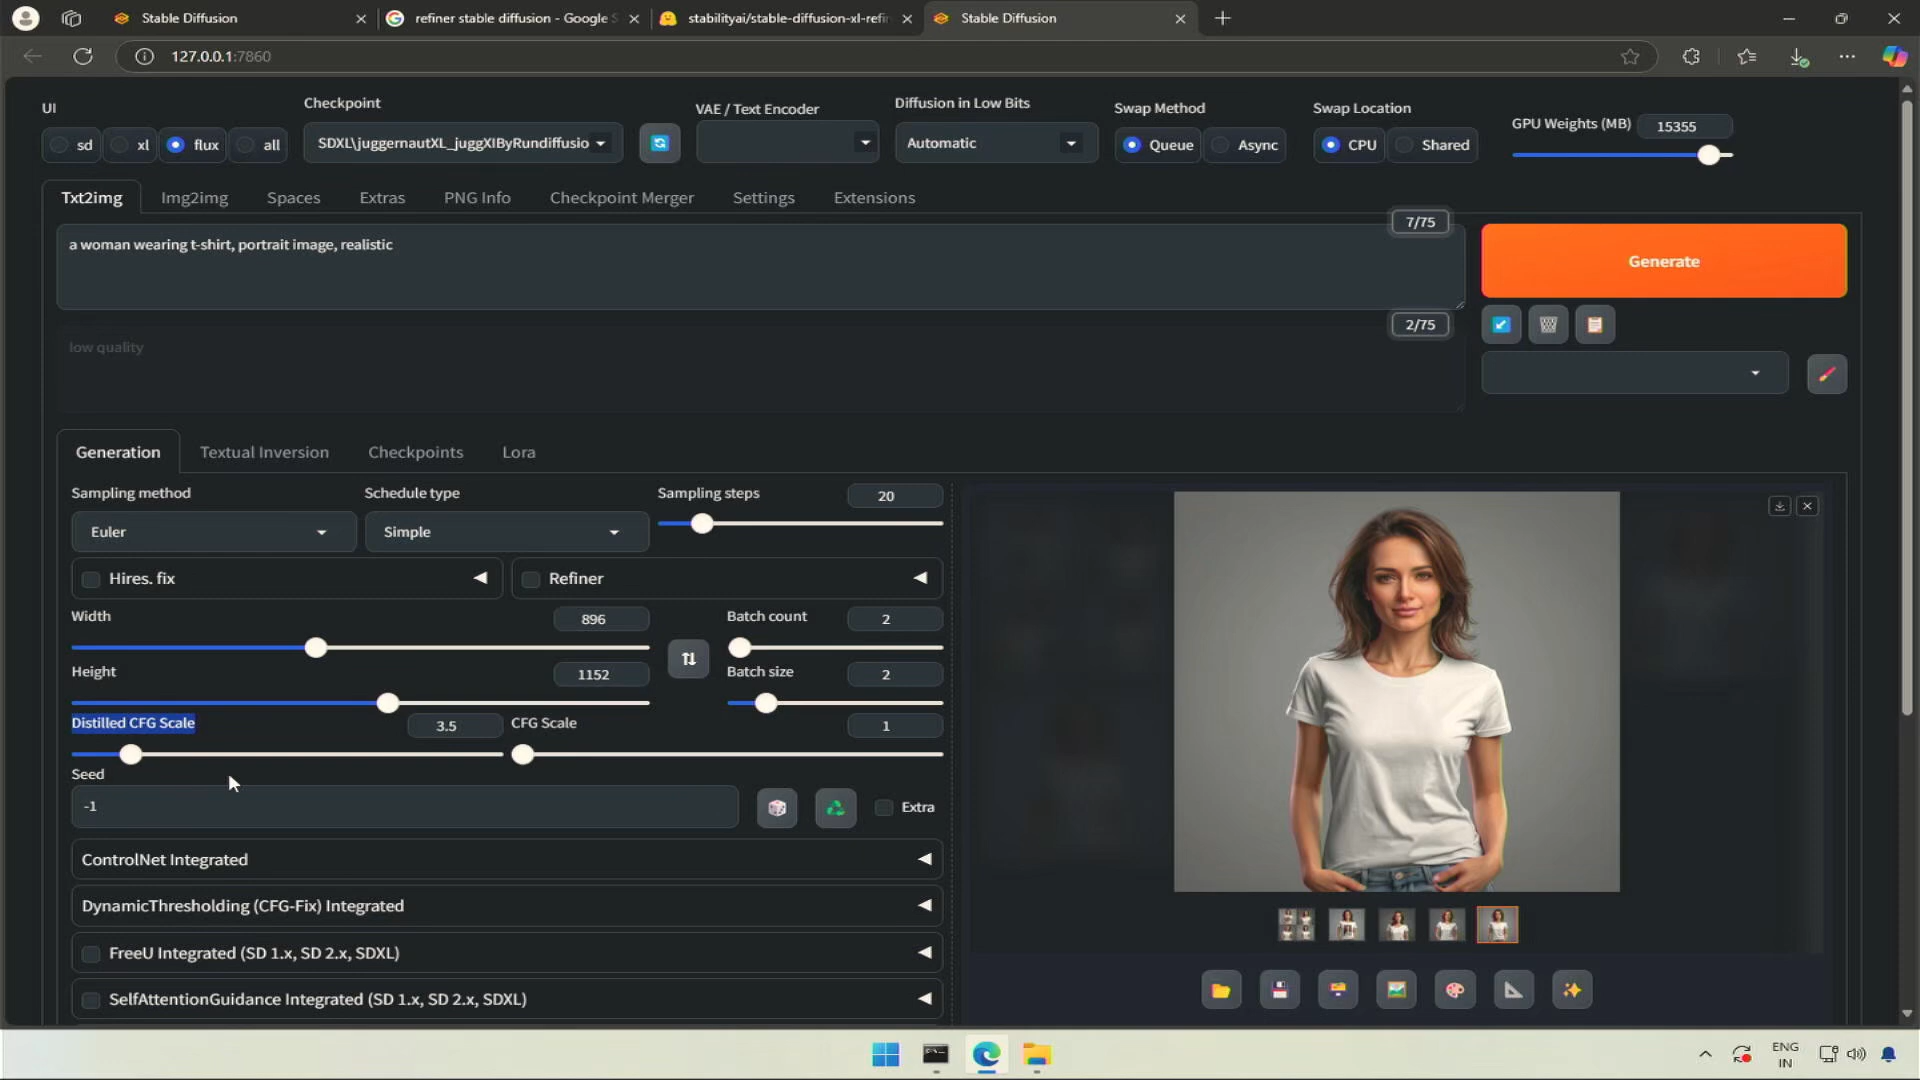 Stable Diffusion
refiner stable diffusion - Google S
stabilityai/stable-diffusion-xl-refi
Stable Diffusion
127.0.0.1:7860
UI
sd
xl
flux
all
Checkpoint
SDXL\juggernautXL_juggXIByRundiffusio
VAE / Text Encoder
Diffusion in Low Bits
Automatic
Swap Method
Queue
Async
Swap Location
CPU
Shared
GPU Weights (MB)
15355
Txt2img
Img2img
Spaces
Extras
PNG Info
Checkpoint Merger
Settings
Extensions
7/75
a woman wearing t-shirt, portrait image, realistic
Generate
2/75
low quality
Generation
Textual Inversion
Checkpoints
Lora
Sampling method
Euler
Schedule type
Simple
Sampling steps
20
Hires. fix
Refiner
Width
896
Batch count
2
Height
1152
Batch size
2
Distilled CFG Scale
3.5
CFG Scale
1
Seed
-1
Extra
ControlNet Integrated
DynamicThresholding (CFG-Fix) Integrated
FreeU Integrated (SD 1.x, SD 2.x, SDXL)
SelfAttentionGuidance Integrated (SD 1.x, SD 2.x, SDXL)
ENG
IN